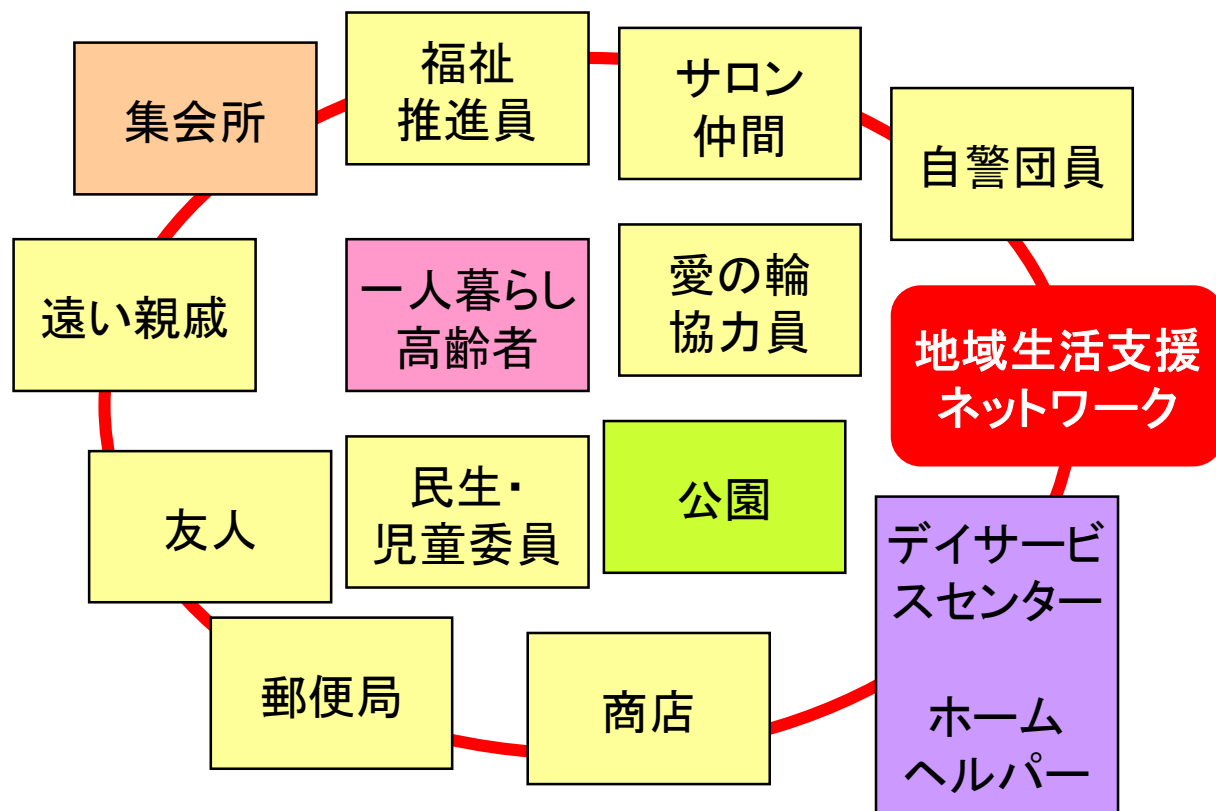 福祉
推進員
サロン
仲間
集会所
自警団員
遠い親戚
一人暮らし
高齢者
愛の輪
協力員
地域生活支援
ネットワーク
友人
民生・
児童委員
公園
デイサービ
スセンター
ホーム
ヘルパー
郵便局
商店